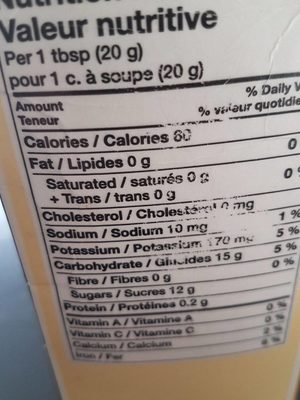 Valeur nutritive
Per 1 tbsp (20 g)
pour 1 c. à soupe (20 g)
Amount
Teneur
% Daily V
% valeur quotidie
Calories / Calories 60
Fat / Lipides 0 g 0
Saturated / saturés 0 g
+ Trans / trans 0 g 0
Cholesterol / Cholestérol 0 mg
Sodium / Sodium 10 mg 1 %
Potassium / Potassium 170 mg 5 %
Carbohydrate / Glucides 15 g 5 %
Fibre / Fibres 0 g 0 %
Sugars / Sucres 12 g
Protein / Protéines 0.2 g
Vitamin A / Vitamine A 0 %
Vitamin C / Vitamine C
Calcium / Calcium
Iron / Fer